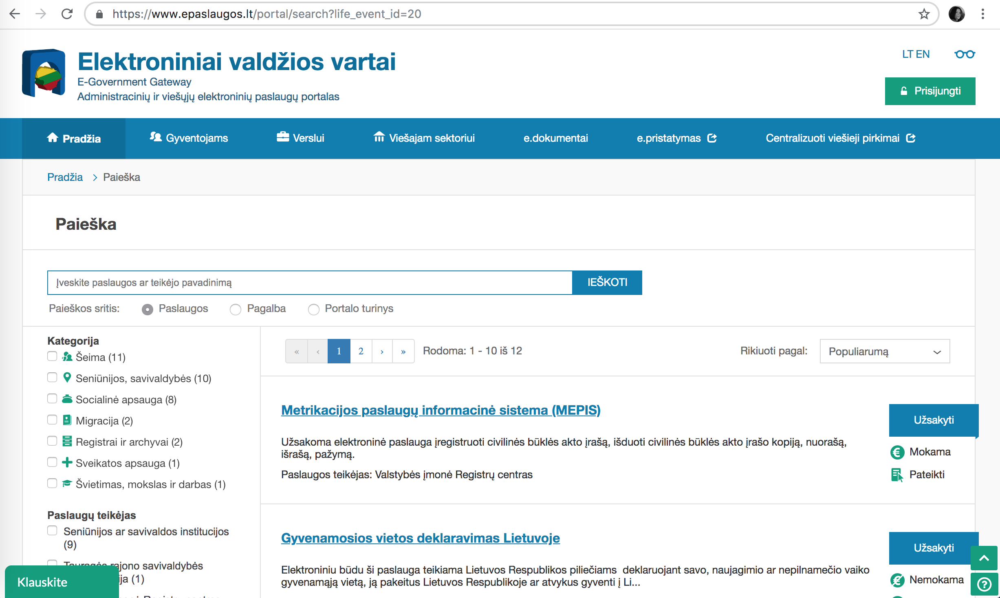 https://www.epaslaugos.lt/portal/search?life_event_id=20
Elektroniniai valdžios vartai
E-Government Gateway
Administracinių ir viešųjų elektroninių paslaugų portalas
LT EN
Prisijungti
Pradžia
Gyventojams
Verslui
Viešajam sektoriui
e.dokumentai
e.pristatymas
Centralizuoti viešieji pirkimai
Pradžia > Paieška
Paieška
Įveskite paslaugos ar teikėjo pavadinimą
IEŠKOTI
Paieškos sritis:
Paslaugos
Pagalba
Portalo turinys
Kategorija
Šeima (11)
Seniūnijos, savivaldybės (10)
Socialinė apsauga (8)
Migracija (2)
Registrai ir archyvai (2)
Sveikatos apsauga (1)
Švietimas, mokslas ir darbas (1)
Paslaugų teikėjas
Seniūnijos ar savivaldos institucijos
(9)
rajono savivaldybės
(1)
Klauskite
« ‹ 1 2 › »
Rodoma: 1 - 10 iš 12
Rikiuoti pagal:
Populiarumą
Metrikacijos paslaugų informacinė sistema (MEPIS)
Užsakoma elektroninė paslauga įregistruoti civilinės būklės akto įrašą, išduoti civilinės būklės akto įrašo kopiją, nuorašą,
išrašą, pažymą.
Paslaugos teikėjas: Valstybės įmonė Registrų centras
Užsakyti
Mokama
Pateikti
Gyvenamosios vietos deklaravimas Lietuvoje
Elektroniniu būdu ši paslauga teikiama Lietuvos Respublikos piliečiams deklaruojant savo, naujagimio ar nepilnamečio vaiko
gyvenamąją vietą, ją pakeitus Lietuvos Respublikoje ar atvykus gyventi į Li...
Užsakyti
Nemokama